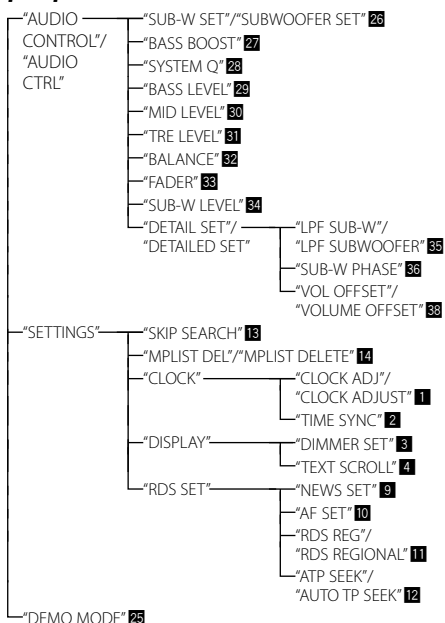 “AUDIO
CONTROL”/
“AUDIO
CTRL”
“SUB-W SET”/“SUBWOOFER SET” 26
“BASS BOOST” 27
“SYSTEM Q” 28
“BASS LEVEL” 29
“MID LEVEL” 30
“TRE LEVEL” 31
“BALANCE” 32
“FADER” 33
“SUB-W LEVEL” 34
“DETAIL SET”/
“DETAILED SET”
“LPF SUB-W”/
“LPF SUBWOOFER” 35
“SUB-W PHASE” 36
“VOL OFFSET”/
“VOLUME OFFSET” 38
“SETTINGS”
“SKIP SEARCH” 13
“MPLIST DEL”/“MPLIST DELETE” 14
“CLOCK”
“CLOCK ADJ”/
“CLOCK ADJUST” 1
“TIME SYNC” 2
“DISPLAY”
“DIMMER SET” 3
“TEXT SCROLL” 4
“RDS SET”
“NEWS SET” 9
“AF SET” 10
“RDS REG”/
“RDS REGIONAL” 11
“ATP SEEK”/
“AUTO TP SEEK” 12
“DEMO MODE” 25